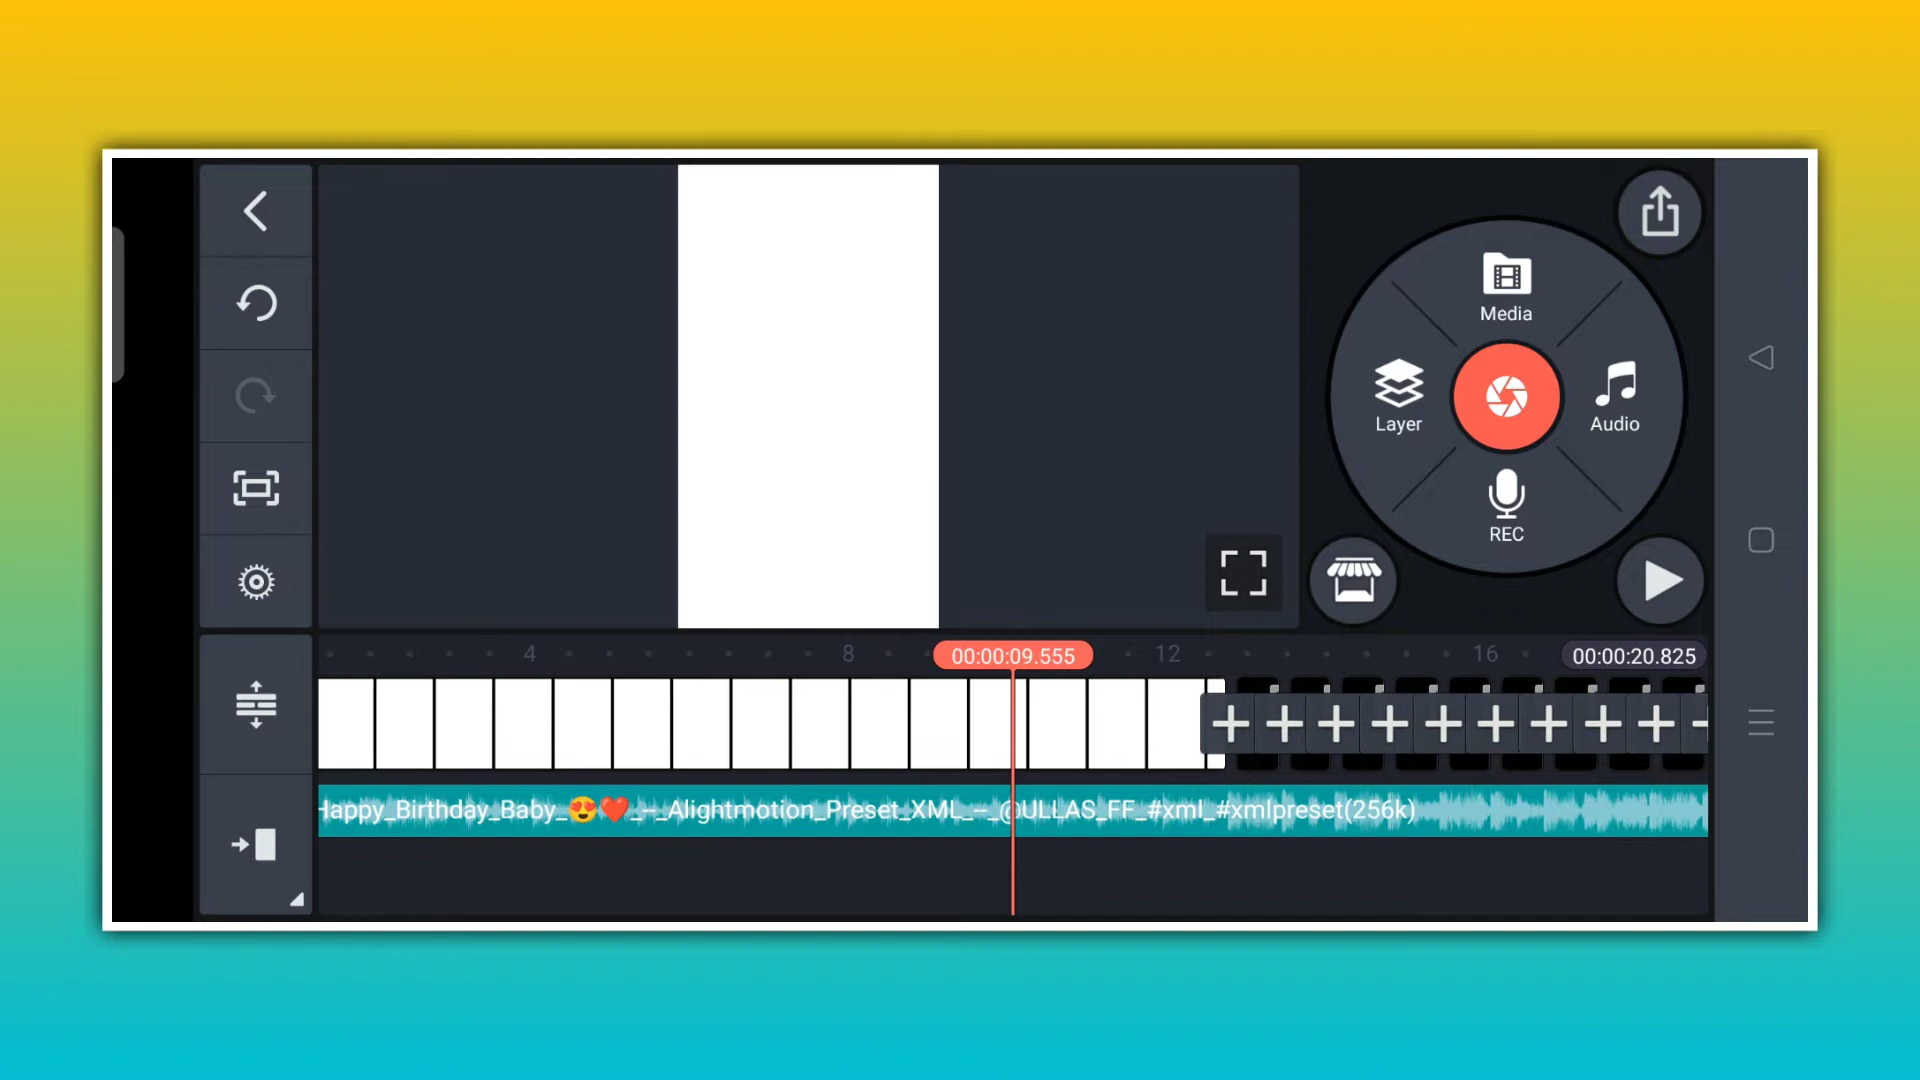 Media
Layer
Audio
REC
4
8
00:00:09.555
12
16
00:00:20.825
Happy_Birthday_Baby_😍❤️_--_Alightmotion_Preset_XML_--_@ULLAS_FF_#xml_#xmlpreset(256k)